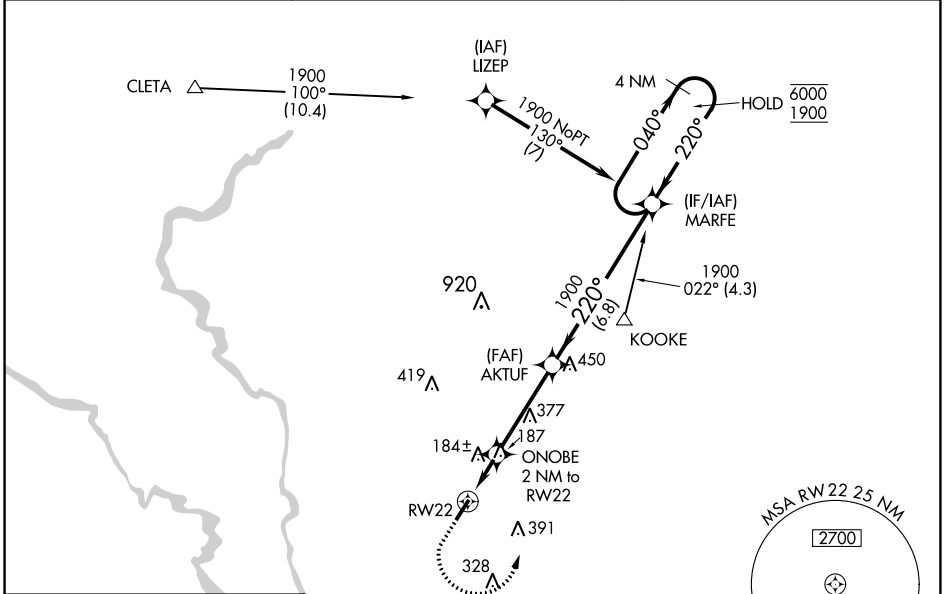 (IAF)
LIZEP
CLETA
1900
100°
(10.4)
4 NM
HOLD
6000
1900
1900 NoPT
130°
(7)
040°
220°
(IF/IAF)
MARFE
1900
022° (4.3)
920
1900
220°
(6.8)
KOOKE
(FAF)
AKTUF
450
419
377
184±
187
ONOBE
2 NM to
RW22
RW22
391
328
MSA RW22 25 NM
2700